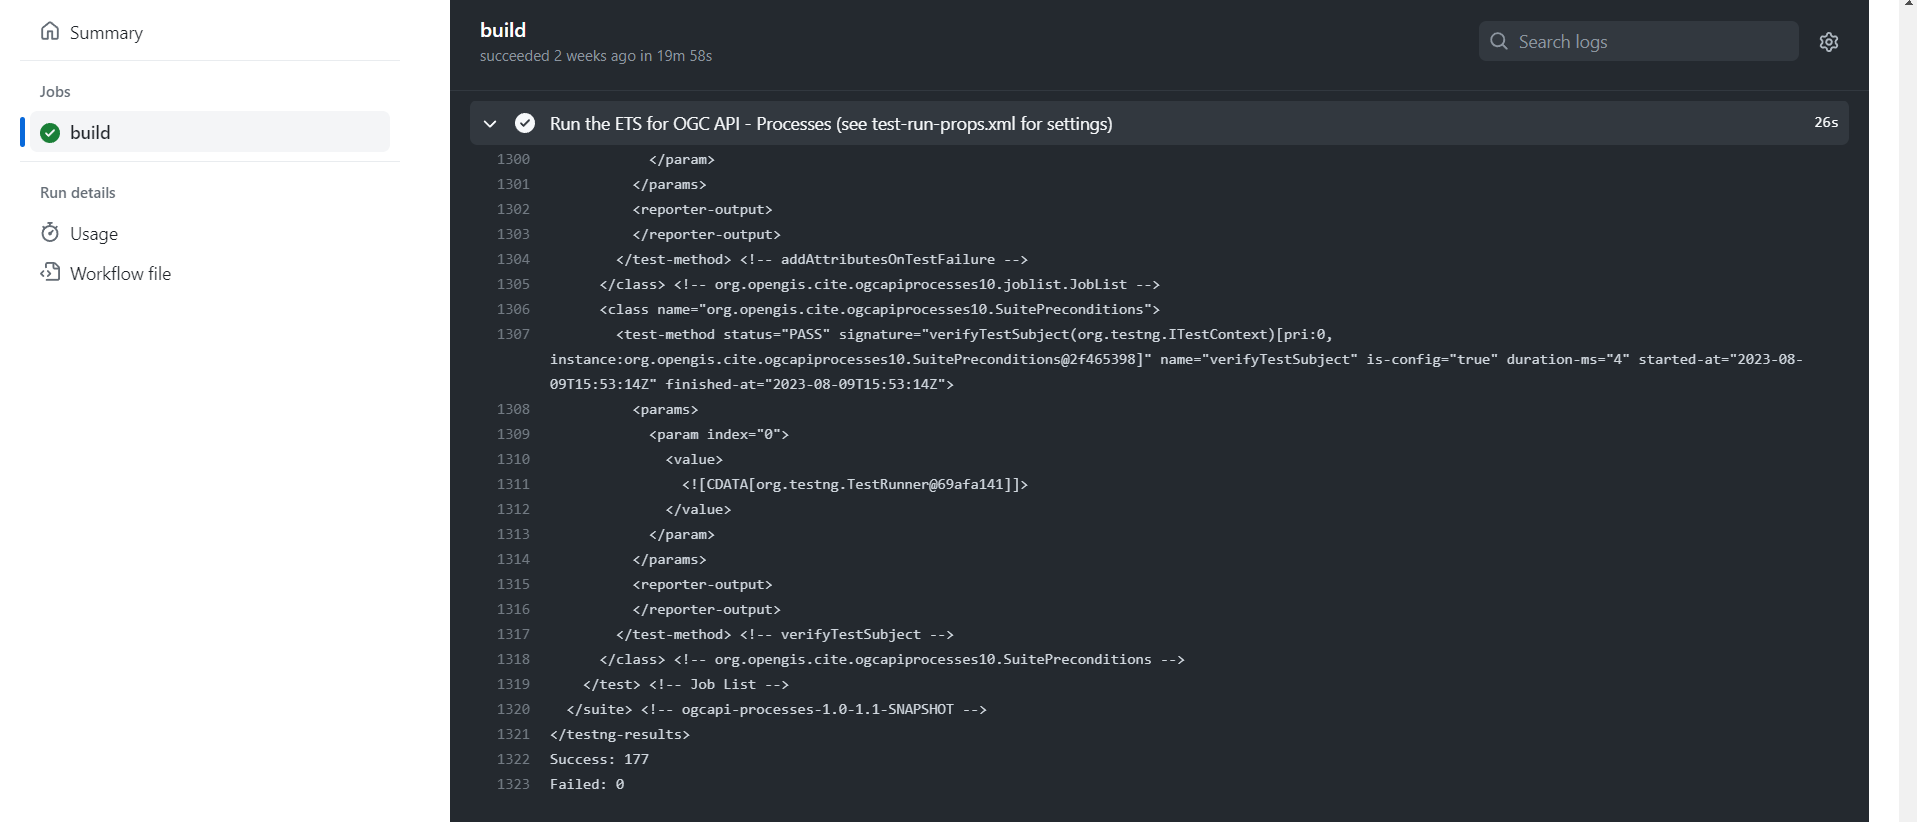 Summary
Jobs
build
Run details
Usage
Workflow file
build
succeeded 2 weeks ago in 19m 58s
Search logs
Run the ETS for OGC API - Processes (see test-run-props.xml for settings)
26s
1300 </param>
1301 </params>
1302 <reporter-output>
1303 </reporter-output>
1304 </test-method> <!-- addAttributesOnTestFailure -->
1305 </class> <!-- org.opengis.cite.ogcapiprocesses10.joblist.JobList -->
1306 <class name="org.opengis.cite.ogcapiprocesses10.SuitePreconditions">
1307 <test-method status="PASS" signature="verifyTestSubject(org.testng.ITestContext)[pri:0,
instance:org.opengis.cite.ogcapiprocesses10.SuitePreconditions@2f465398]" name="verifyTestSubject" is-config="true" duration-ms="4" started-at="2023-08-
09T15:53:14Z" finished-at="2023-08-09T15:53:14Z">
1308 <params>
1309 <param index="0">
1310 <value>
1311 <![CDATA[org.testng.TestRunner@69afa141]]>
1312 </value>
1313 </param>
1314 </params>
1315 <reporter-output>
1316 </reporter-output>
1317 </test-method> <!-- verifyTestSubject -->
1318 </class> <!-- org.opengis.cite.ogcapiprocesses10.SuitePreconditions -->
1319 </test> <!-- Job List -->
1320 </suite> <!-- ogcapi-processes-1.0-1.1-SNAPSHOT -->
1321 </testng-results>
1322 Success: 177
1323 Failed: 0